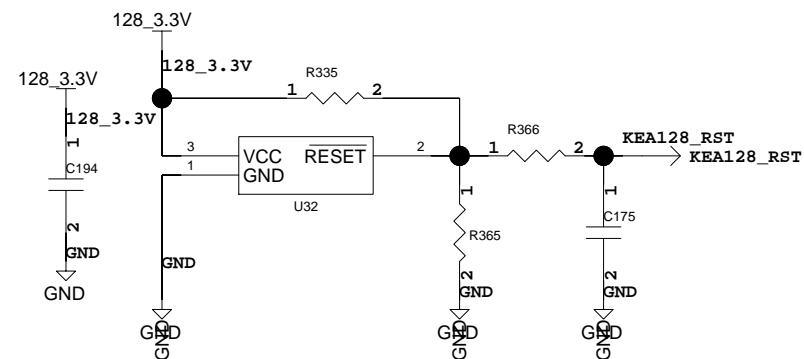 128_3.3V
128_3.3V
128_3.3V
128_3.3V
R335
1 2
1
C194
2
GND
GND
3
1
VCC
GND
RESET
2
U32
GND
GND
GND
R366
1 2
KEA128_RST
KEA128_RST
1
R365
2
GND
GND
GND
1
C175
2
GND
GND
GND